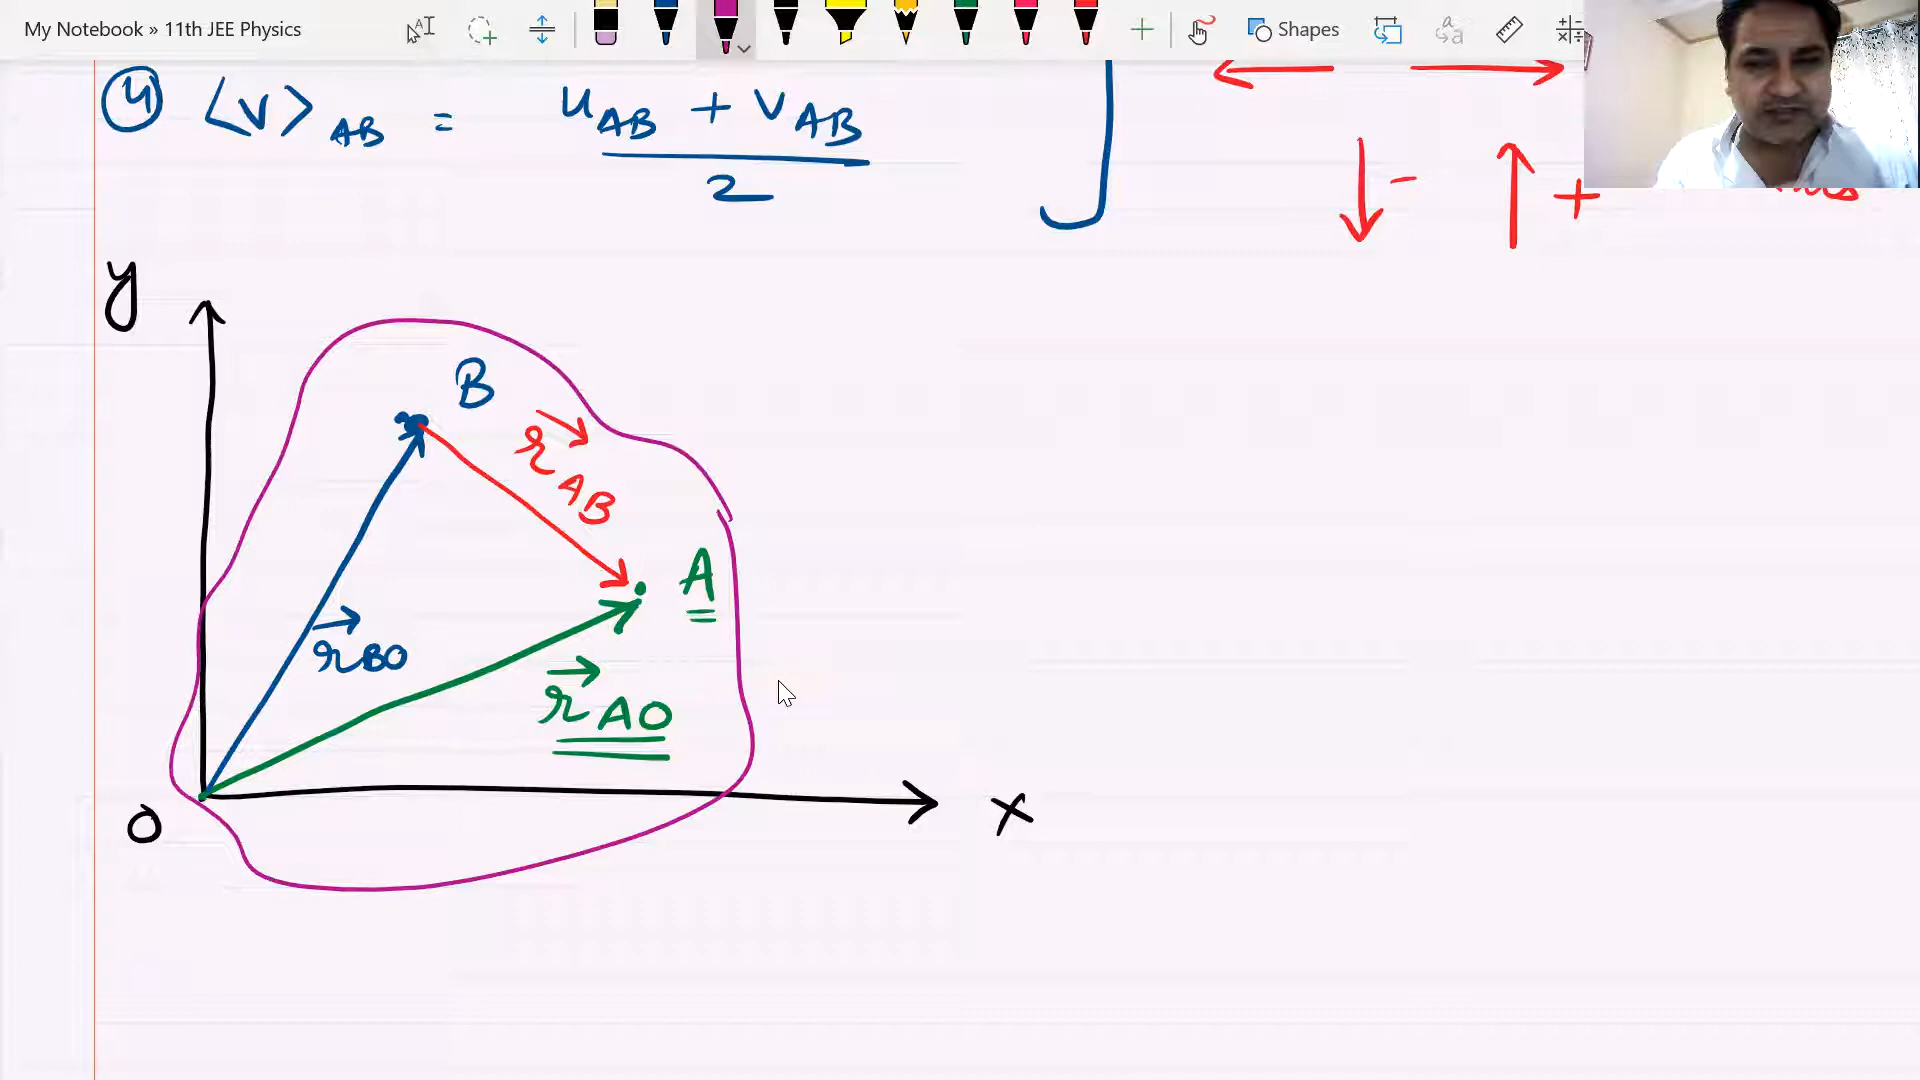 My Notebook » 11th JEE Physics
Shapes
④ <v>AB = uAB + vAB / 2
- +
y
B
→rAB
A
→rBO
→rAO
O
x